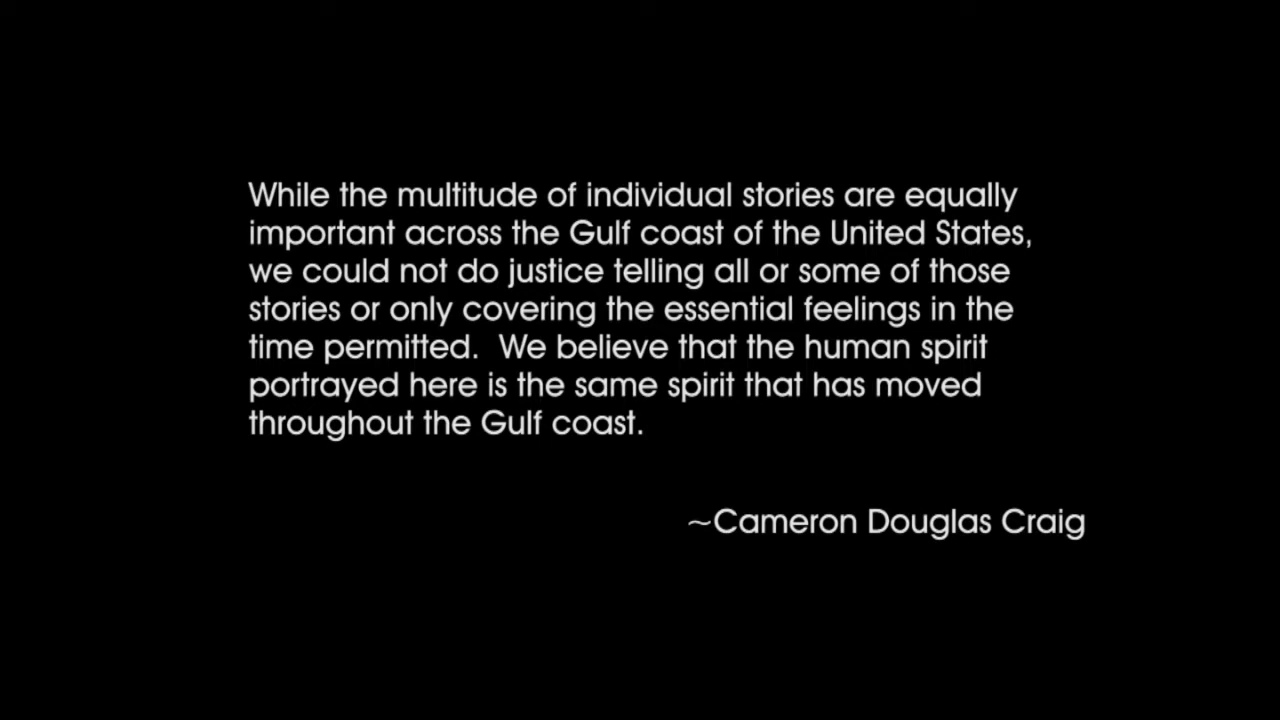 While the multitude of individual stories are equally
important across the Gulf coast of the United States,
we could not do justice telling all or some of those
stories or only covering the essential feelings in the
time permitted.  We believe that the human spirit
portrayed here is the same spirit that has moved
throughout the Gulf coast.
~Cameron Douglas Craig